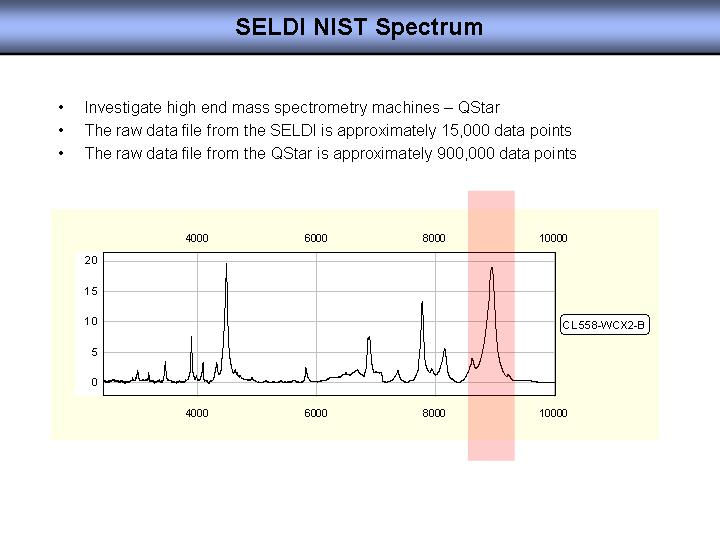 SELDI NIST Spectrum
• Investigate high end mass spectrometry machines – QStar
• The raw data file from the SELDI is approximately 15,000 data points
• The raw data file from the QStar is approximately 900,000 data points
4000 6000 8000 10000
20
15
10
CL558-WCX2-B
5
0
4000 6000 8000 10000